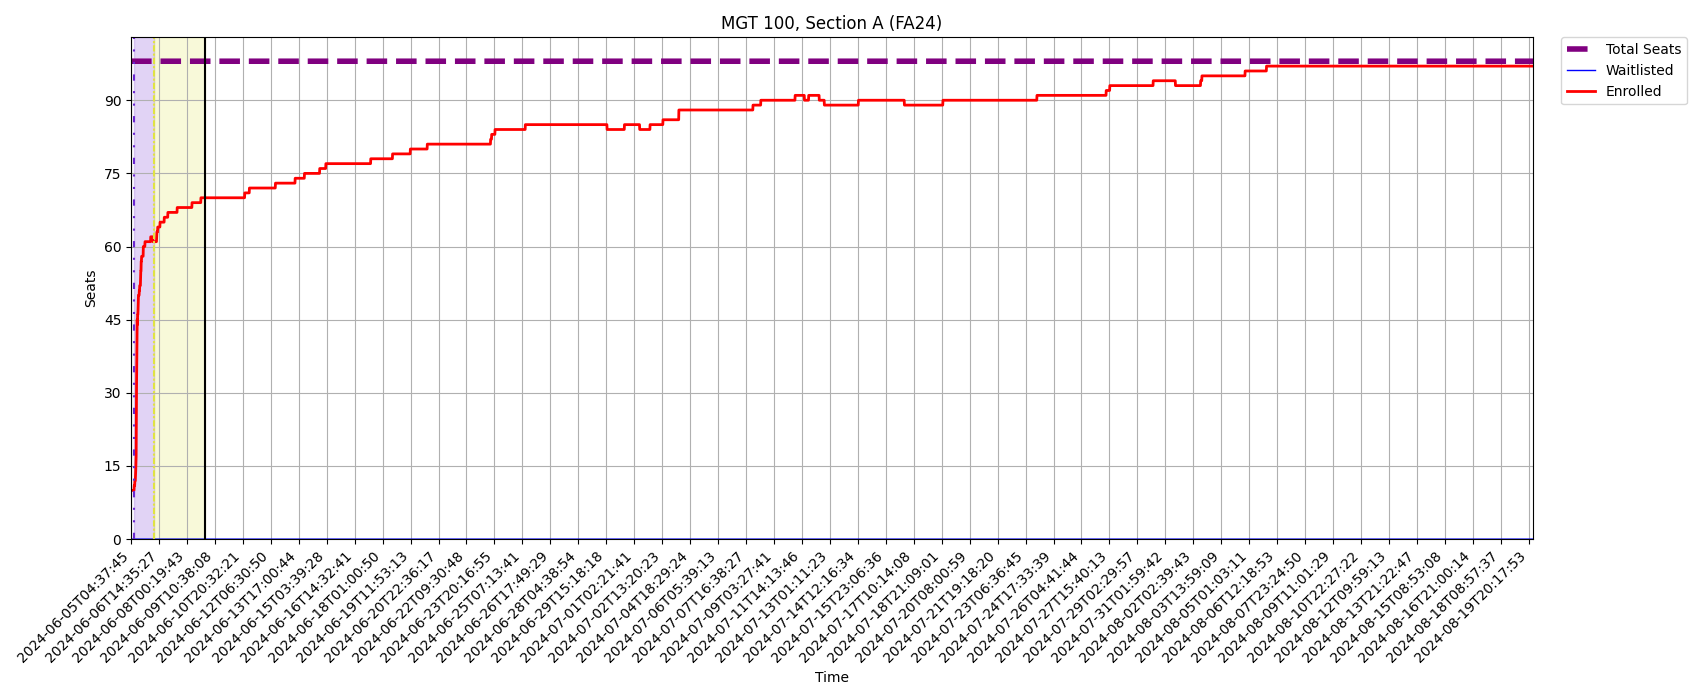 MGT 100, Section A (FA24)
Total Seats
Waitlisted
Enrolled
Seats
90
75
60
45
30
15
0
2024-06-05T04:37:45
2024-06-06T14:35:27
2024-06-08T00:19:43
2024-06-09T10:38:08
2024-06-10T20:32:21
2024-06-12T06:30:50
2024-06-13T17:00:44
2024-06-15T03:39:28
2024-06-16T14:32:41
2024-06-18T01:00:50
2024-06-19T11:53:13
2024-06-20T22:36:17
2024-06-22T09:30:48
2024-06-23T20:16:55
2024-06-25T07:13:41
2024-06-26T17:49:29
2024-06-28T04:38:54
2024-06-29T15:18:18
2024-07-01T02:21:41
2024-07-02T13:20:23
2024-07-04T18:29:24
2024-07-06T05:39:13
2024-07-07T16:38:27
2024-07-09T03:27:41
2024-07-11T14:13:46
2024-07-13T01:11:23
2024-07-14T12:16:34
2024-07-15T23:06:36
2024-07-17T10:14:08
2024-07-18T21:09:01
2024-07-20T08:00:59
2024-07-21T19:18:20
2024-07-23T06:36:45
2024-07-24T17:33:39
2024-07-26T04:41:44
2024-07-27T15:40:13
2024-07-29T02:29:57
2024-07-31T01:59:42
2024-08-02T02:39:43
2024-08-03T13:59:09
2024-08-05T01:03:11
2024-08-06T12:18:53
2024-08-07T23:24:50
2024-08-09T11:01:29
2024-08-10T22:27:22
2024-08-12T09:59:13
2024-08-13T21:22:47
2024-08-15T08:53:08
2024-08-16T21:00:14
2024-08-18T08:57:37
2024-08-19T20:17:53
Time